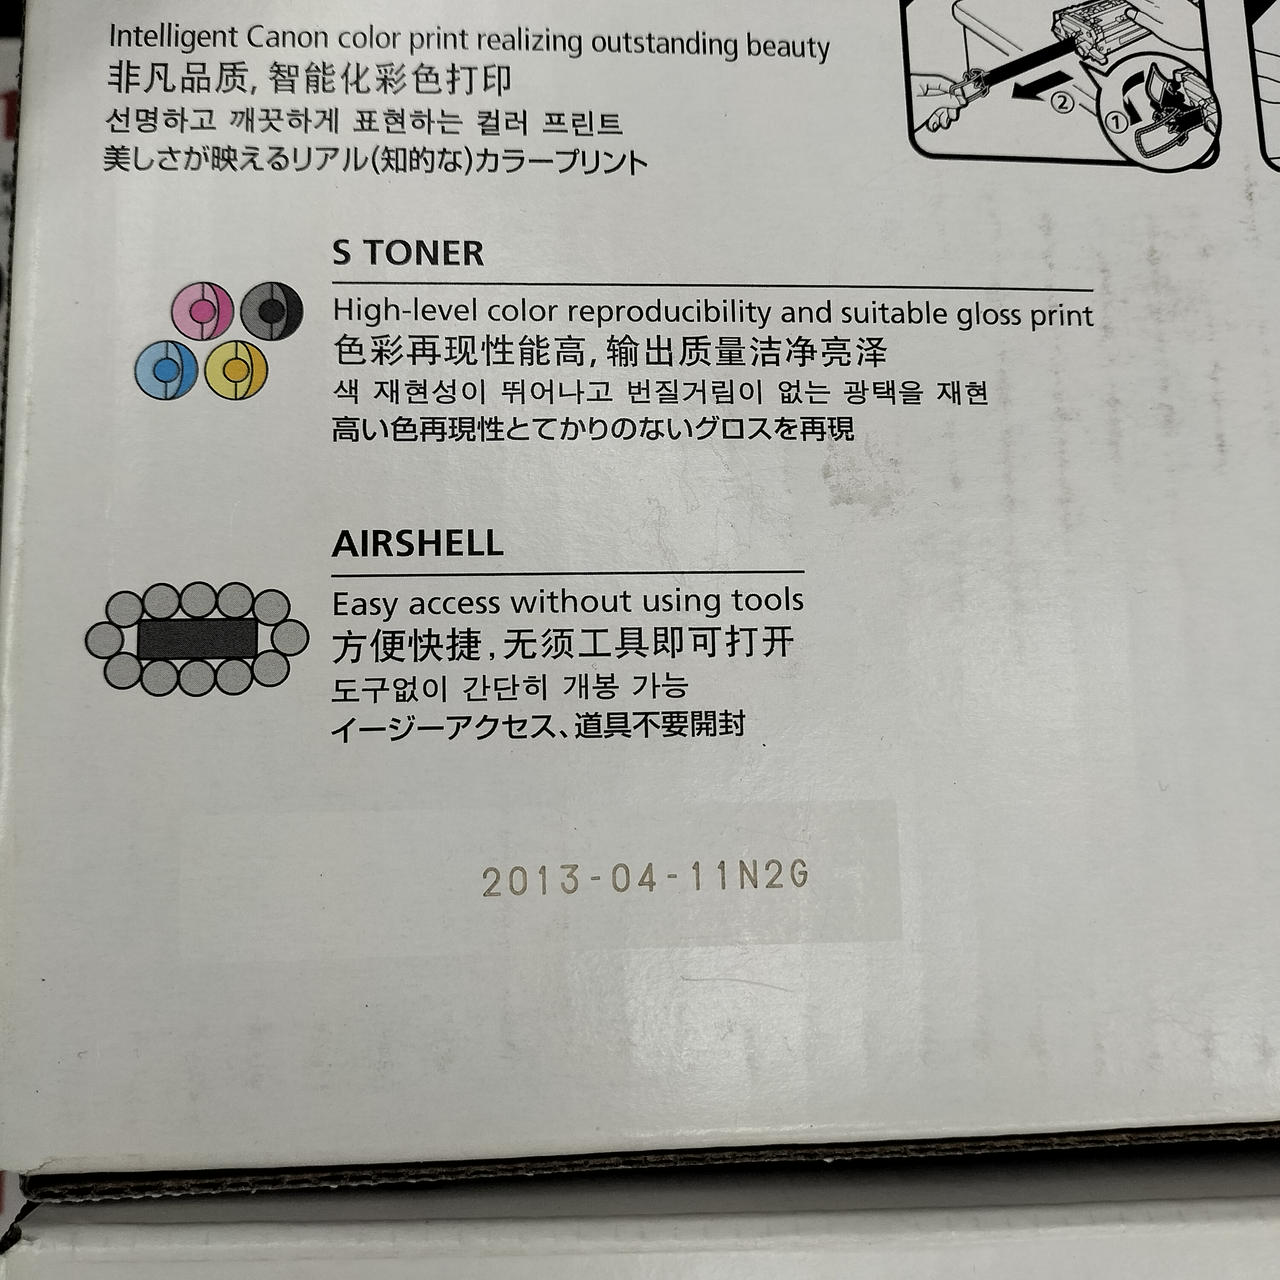 Intelligent Canon color print realizing outstanding beauty
非凡品质, 智能化彩色打印
선명하고 깨끗하게 표현하는 컬러 프린트
美しさが映えるリアル(知的な)カラープリント
②
①
S TONER
High-level color reproducibility and suitable gloss print
色彩再现性能高, 输出质量洁净亮泽
색 재현성이 뛰어나고 번질거림이 없는 광택을 재현
高い色再現性とてかりのないグロスを再現
AIRSHELL
Easy access without using tools
方便快捷, 无须工具即可打开
도구없이 간단히 개봉 가능
イージーアクセス、道具不要開封
2013-04-11N2G